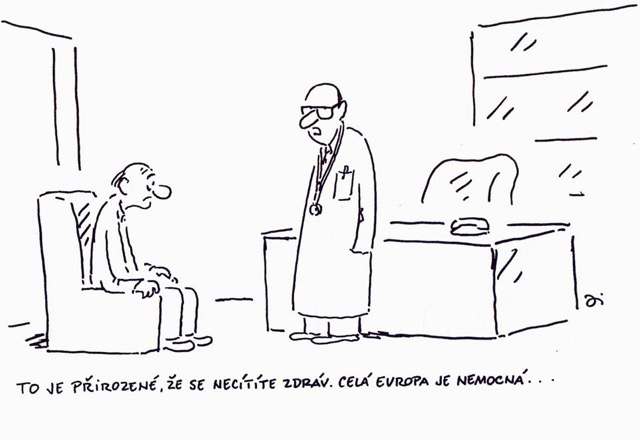 TO JE PŘIROZENÉ, ŽE SE NECÍTÍTE ZDRÁV. CELÁ EVROPA JE NEMOCNÁ...